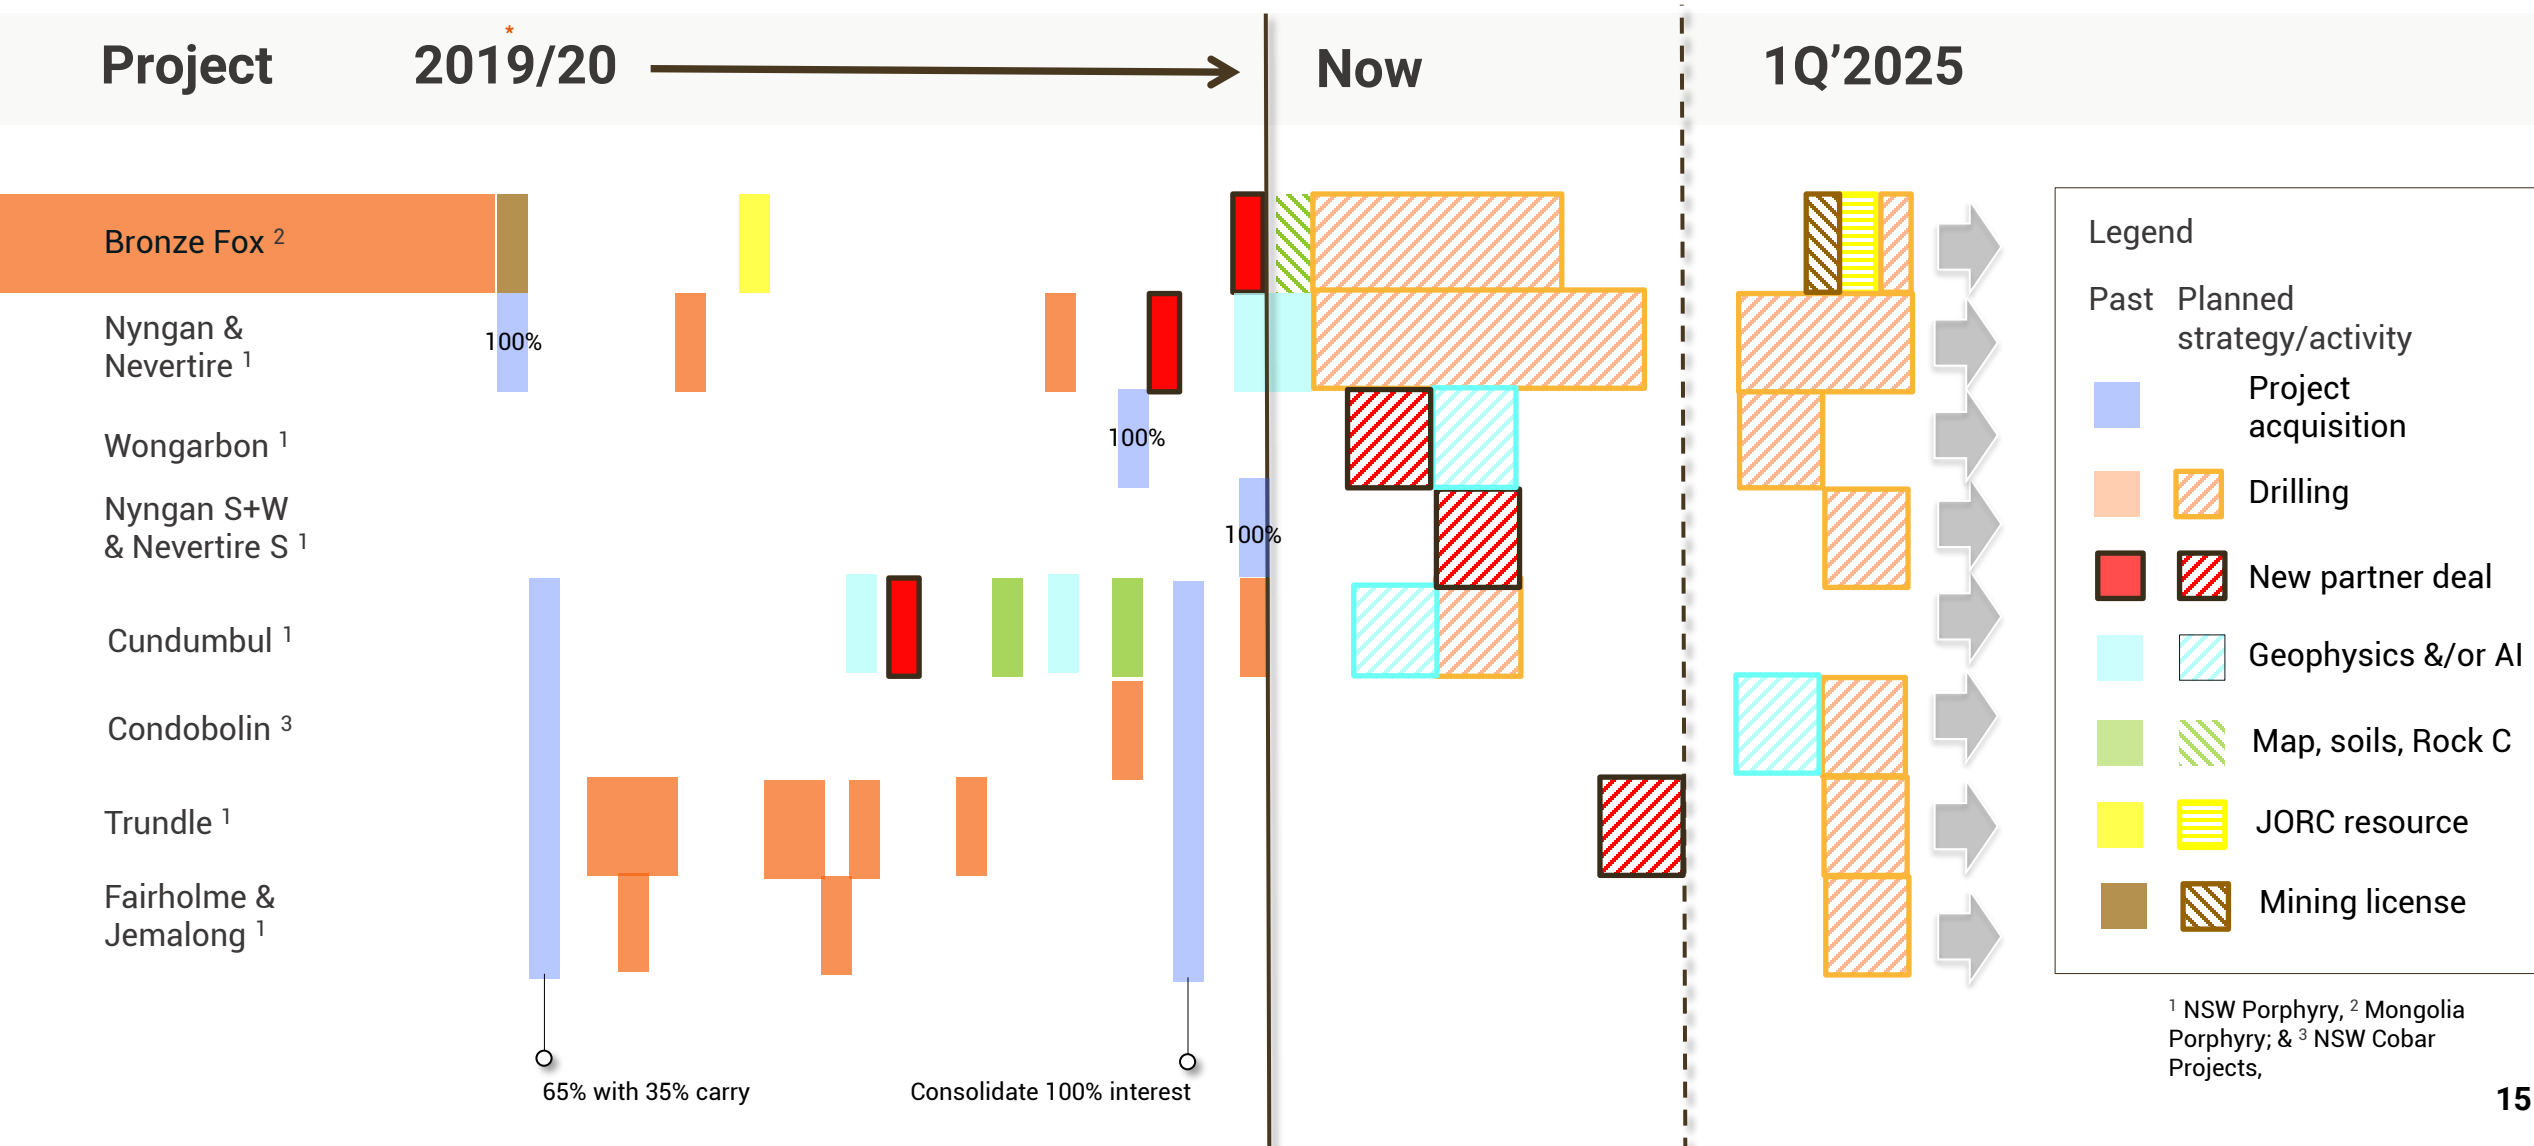 *
Project 2019/20 Now 1Q’2025
Bronze Fox ²
Nyngan &
Nevertire ¹
100%
Wongarbon ¹
100%
Nyngan S+W
& Nevertire S ¹
100%
Cundumbul ¹
Condobolin ³
Trundle ¹
Fairholme &
Jemalong ¹
65% with 35% carry
Consolidate 100% interest
Legend
Past Planned
strategy/activity
Project
acquisition
Drilling
New partner deal
Geophysics &/or AI
Map, soils, Rock C
JORC resource
Mining license
¹ NSW Porphyry, ² Mongolia
Porphyry; & ³ NSW Cobar
Projects,
15